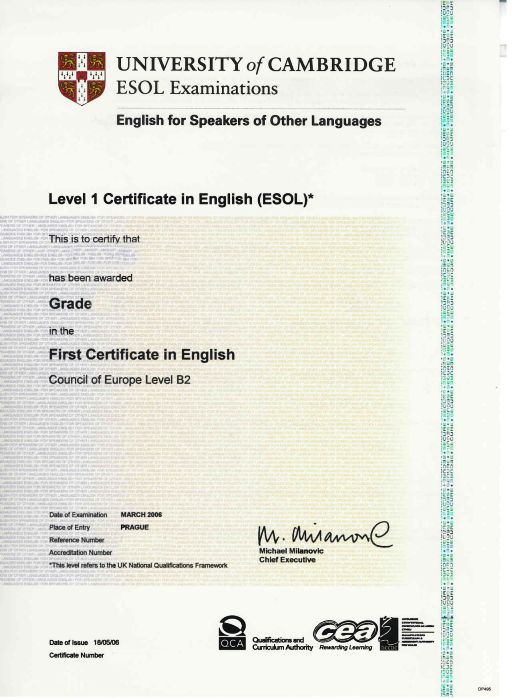 UNIVERSITY of CAMBRIDGE
ESOL Examinations
English for Speakers of Other Languages
Level 1 Certificate in English (ESOL)*
This is to certify that
has been awarded
Grade
in the
First Certificate in English
Council of Europe Level B2
Date of Examination MARCH 2006
Place of Entry PRAGUE
Reference Number
Accreditation Number
*This level refers to the UK National Qualifications Framework
M. Milanovic
Michael Milanovic
Chief Executive
Date of Issue 16/05/06
Certificate Number
QCA
Qualifications and
Curriculum Authority
cea
Rewarding Learning
DP495